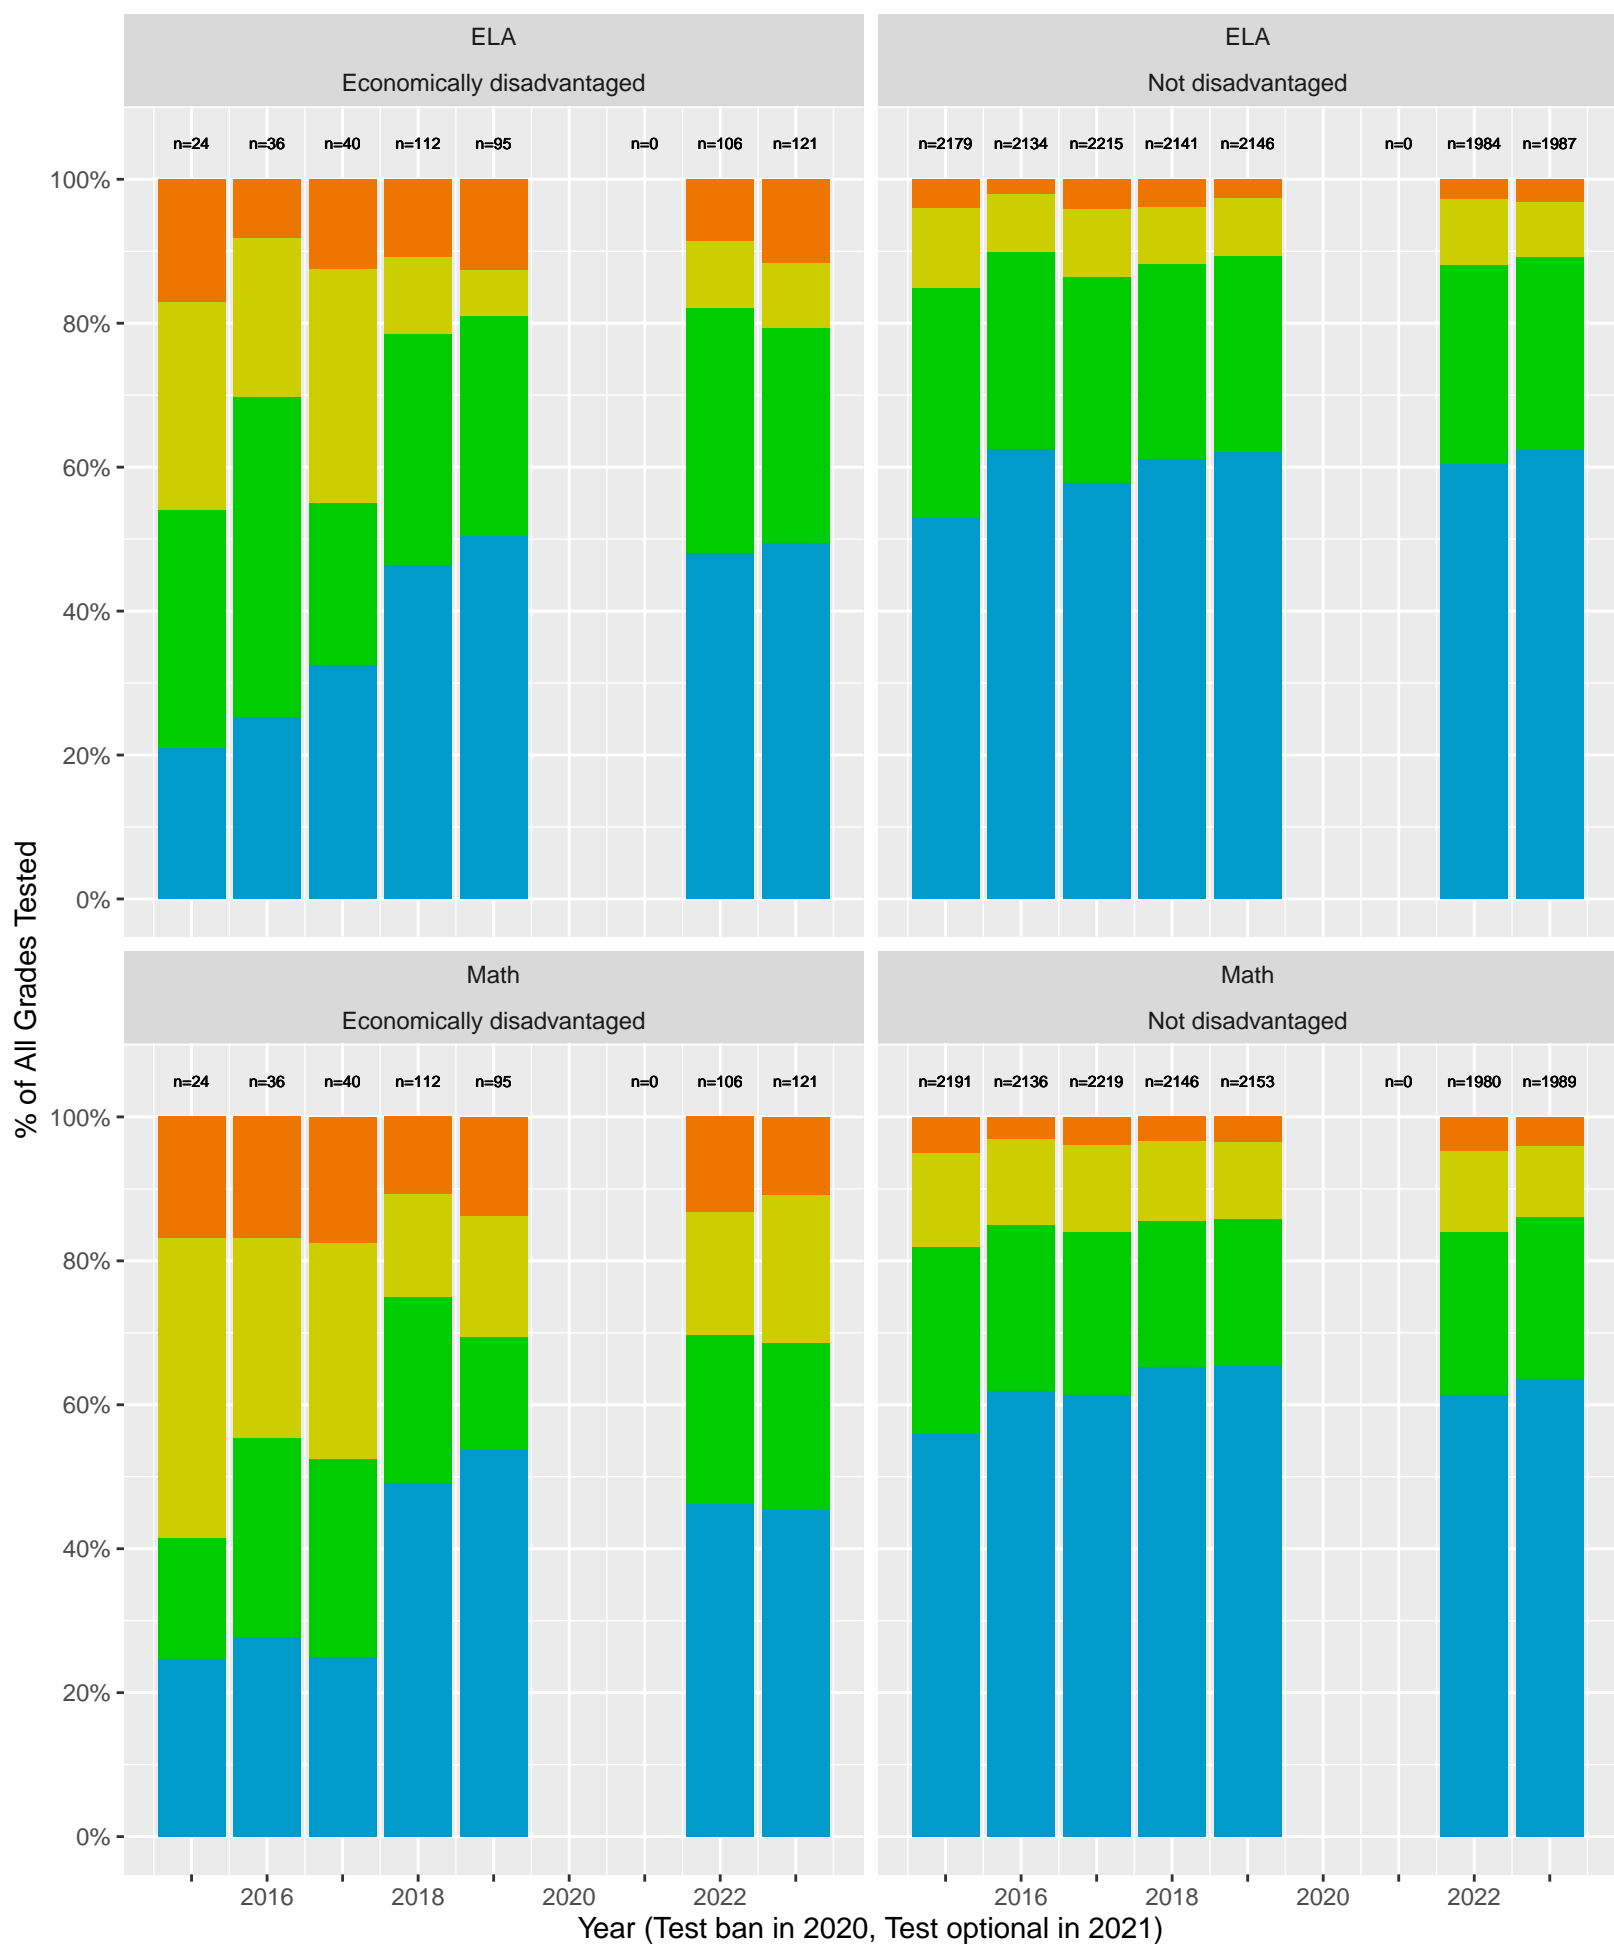 ELA
Economically disadvantaged
ELA
Not disadvantaged
n=24 n=36 n=40 n=112 n=95 n=0 n=106 n=121
n=2179 n=2134 n=2215 n=2141 n=2146 n=0 n=1984 n=1987
100%
80%
60%
40%
20%
0%
% of All Grades Tested
Math
Economically disadvantaged
Math
Not disadvantaged
n=24 n=36 n=40 n=112 n=95 n=0 n=106 n=121
n=2191 n=2136 n=2219 n=2146 n=2153 n=0 n=1980 n=1989
100%
80%
60%
40%
20%
0%
2016 2018 2020 2022
2016 2018 2020 2022
Year (Test ban in 2020, Test optional in 2021)